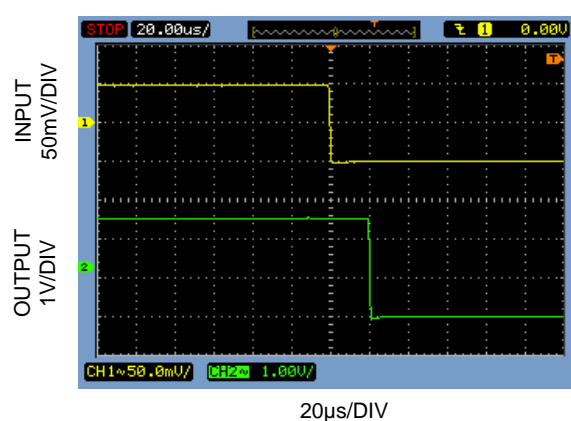 STOP 20.00us/ T 1 0.00V
T
INPUT
50mV/DIV
1
OUTPUT
1V/DIV
2
CH1~50.0mV/ CH2~ 1.00V/
20µs/DIV